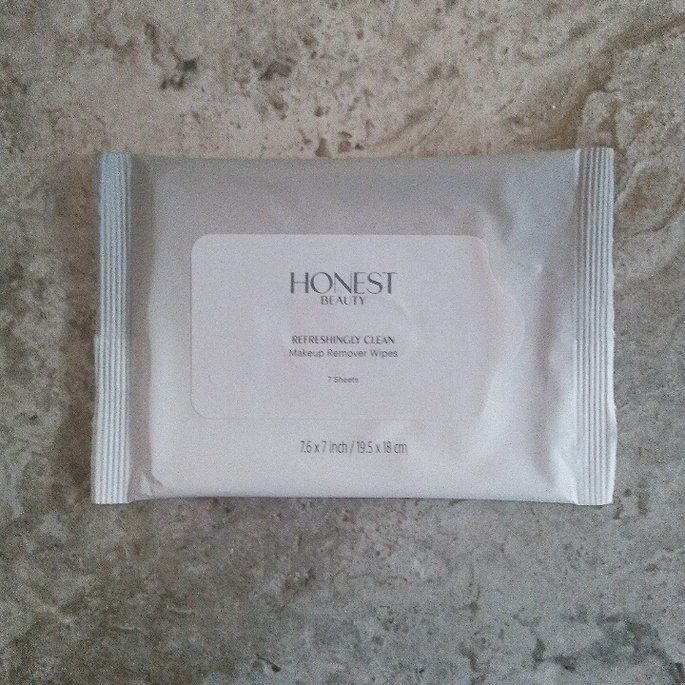 HONEST
BEAUTY
REFRESHINGLY CLEAN
Makeup Remover Wipes
7 Sheets
7.6 x 7 inch / 19.5 x 18 cm